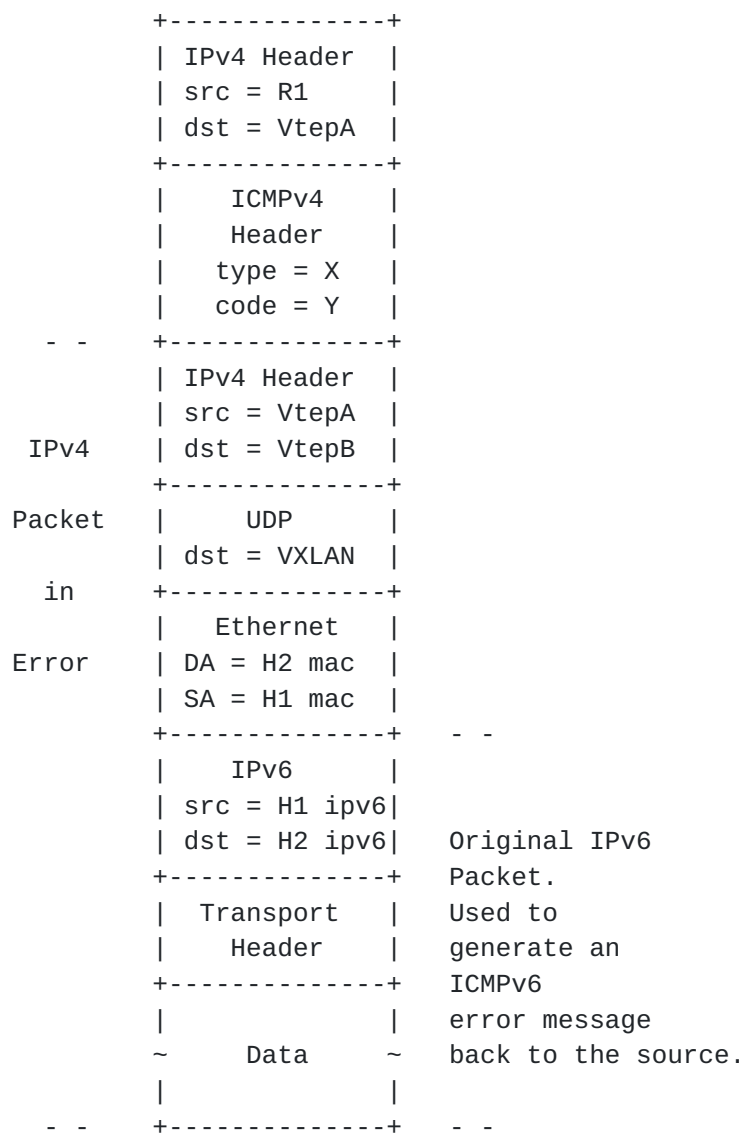 +--------------+
| IPv4 Header |
| src = R1 |
| dst = VtepA |
+--------------+
| ICMPv4 |
| Header |
| type = X |
| code = Y |
- - +--------------+
| IPv4 Header |
| src = VtepA |
IPv4 | dst = VtepB |
+--------------+
Packet | UDP |
| dst = VXLAN |
in +--------------+
| Ethernet |
Error | DA = H2 mac |
| SA = H1 mac |
+--------------+ - -
| IPv6 |
| src = H1 ipv6|
| dst = H2 ipv6| Original IPv6
+--------------+ Packet.
| Transport | Used to
| Header | generate an
+--------------+ ICMPv6
| | error message
~ Data ~ back to the source.
| |
- - +--------------+ - -